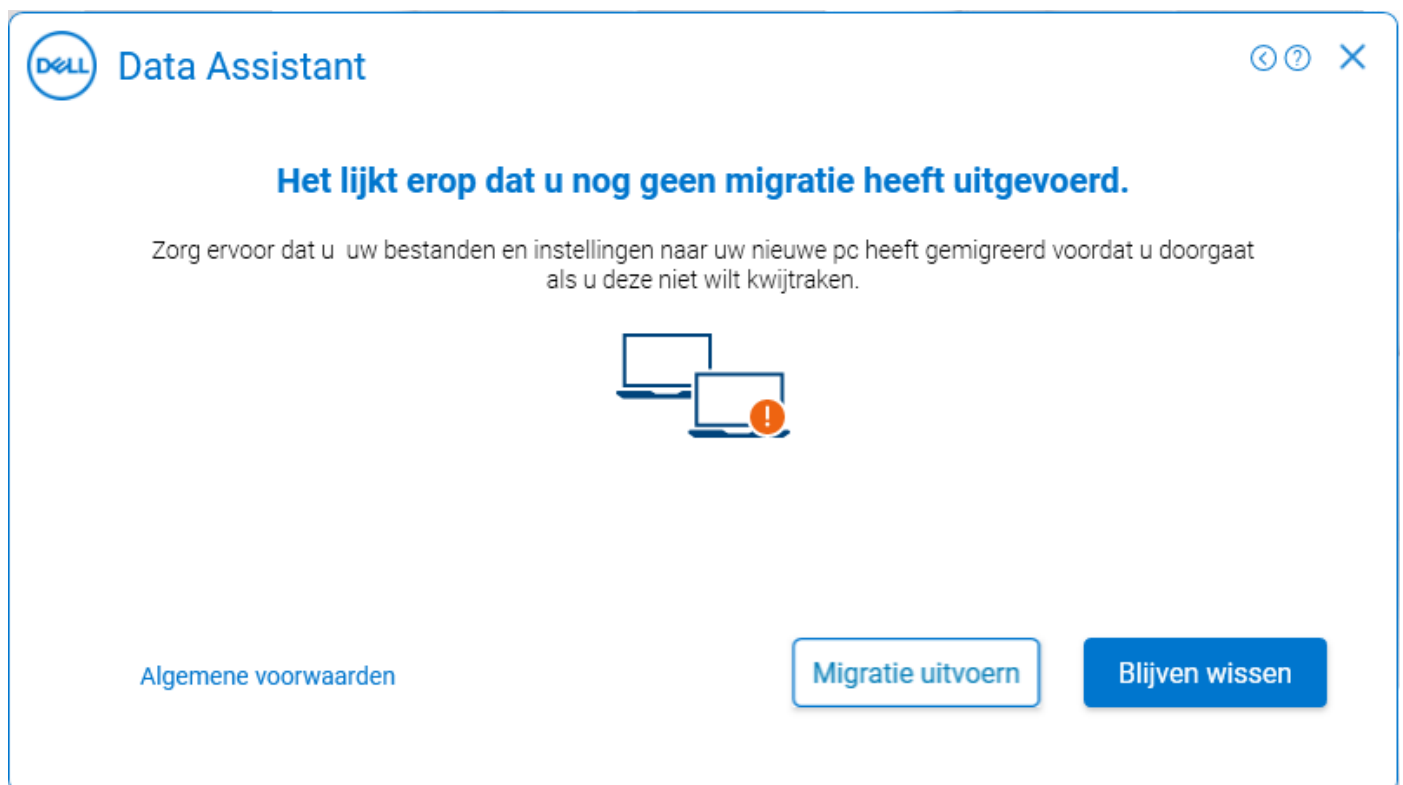 DELL Data Assistant
Het lijkt erop dat u nog geen migratie heeft uitgevoerd.
Zorg ervoor dat u  uw bestanden en instellingen naar uw nieuwe pc heeft gemigreerd voordat u doorgaat
als u deze niet wilt kwijtraken.
Algemene voorwaarden
Migratie uitvoern
Blijven wissen